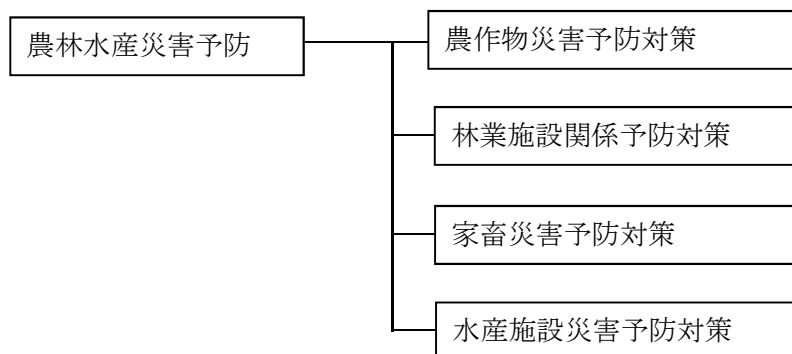 農林水産災害予防
農作物災害予防対策
林業施設関係予防対策
家畜災害予防対策
水産施設災害予防対策